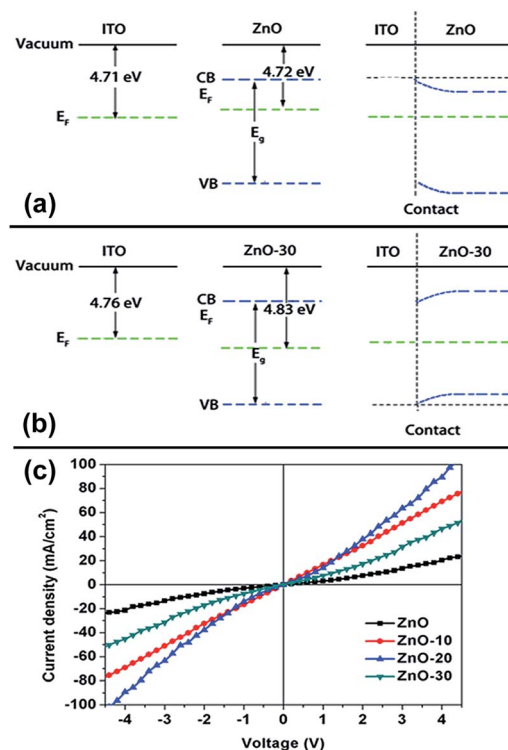 ITO ZnO ITO ZnO
Vacuum
4.71 eV
4.72 eV
CB
E_F
E_F
E_g
VB
(a)
Contact
ITO ZnO-30 ITO ZnO-30
Vacuum
4.76 eV
4.83 eV
CB
E_F
E_F
E_g
VB
(b)
Contact
(c)
Current density (mA/cm²)
100
80
60
40
20
0
-20
-40
-60
-80
-100
ZnO
ZnO-10
ZnO-20
ZnO-30
-4 -3 -2 -1 0 1 2 3 4
Voltage (V)